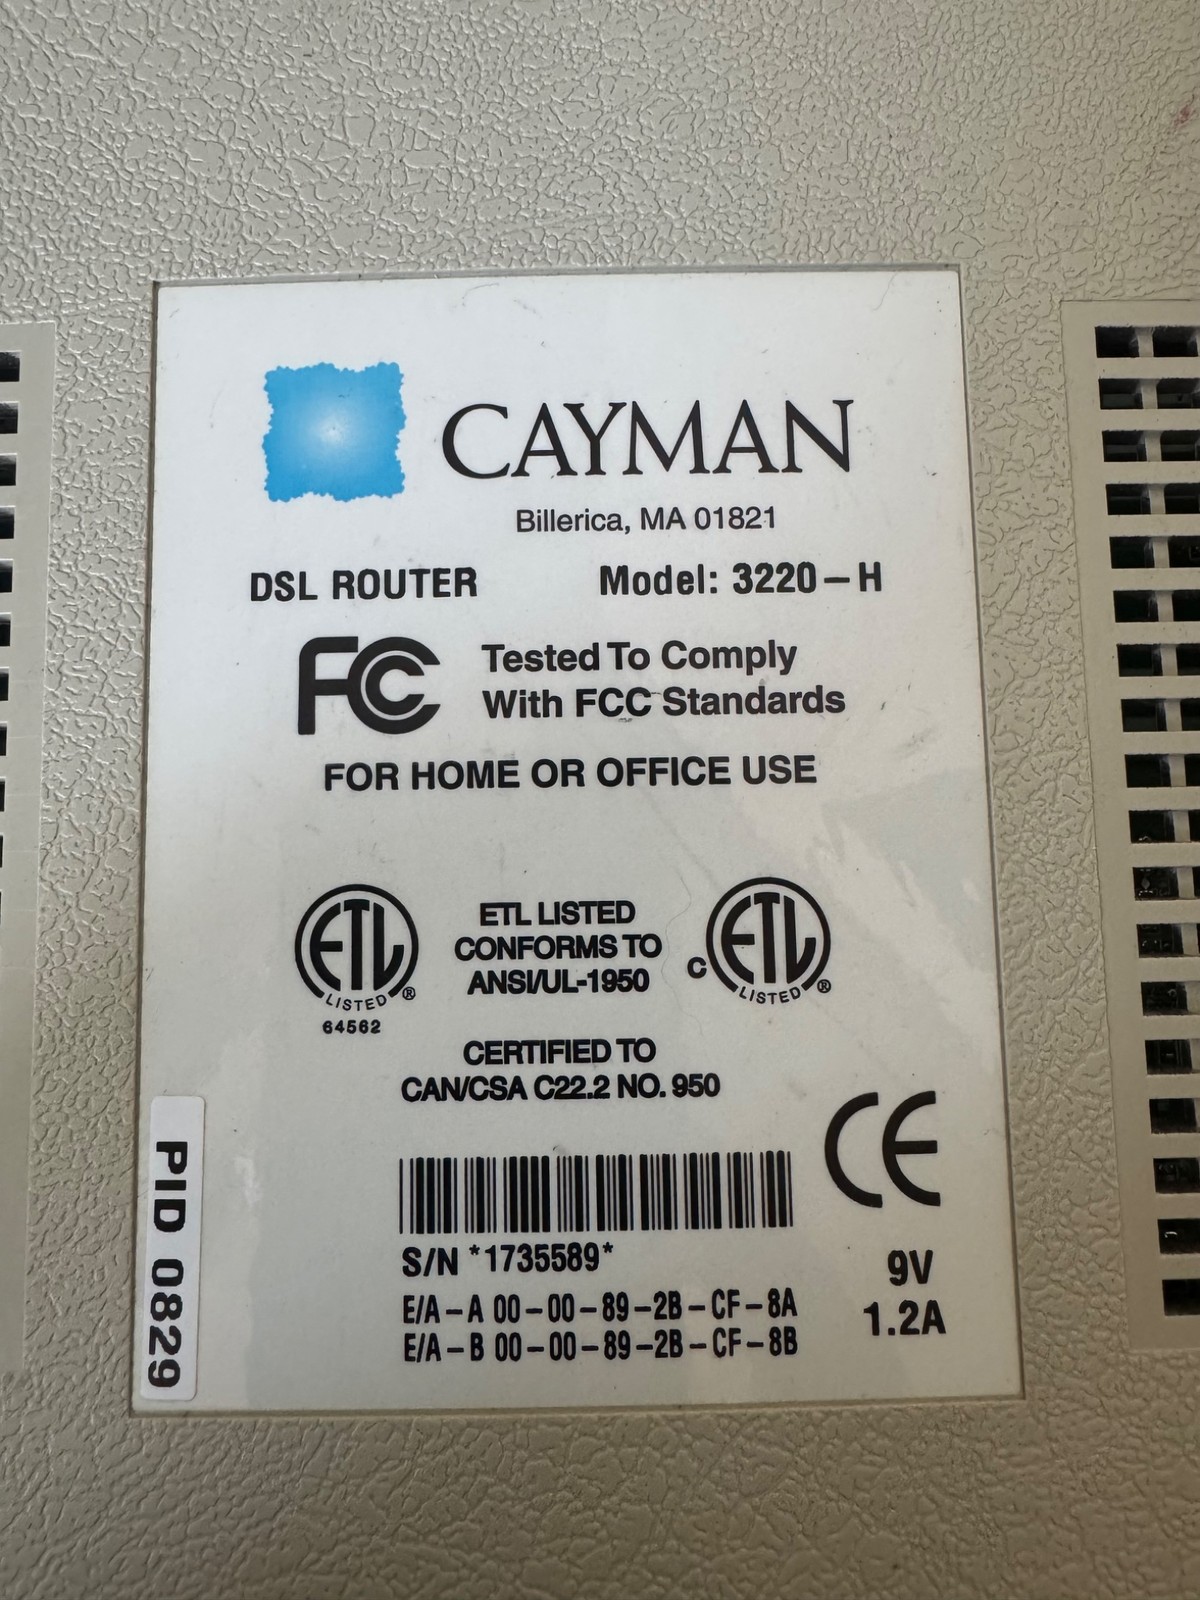 CAYMAN
Billerica, MA 01821
DSL ROUTER Model: 3220-H
FC Tested To Comply
With FCC Standards
FOR HOME OR OFFICE USE
ETL LISTED
CONFORMS TO
ANSI/UL-1950
ETL
LISTED ®
64562
C ETL
LISTED ®
CERTIFIED TO
CAN/CSA C22.2 NO. 950
CE
S/N *1735589*
E/A-A 00-00-89-2B-CF-8A
E/A-B 00-00-89-2B-CF-8B
9V
1.2A
PID 0829